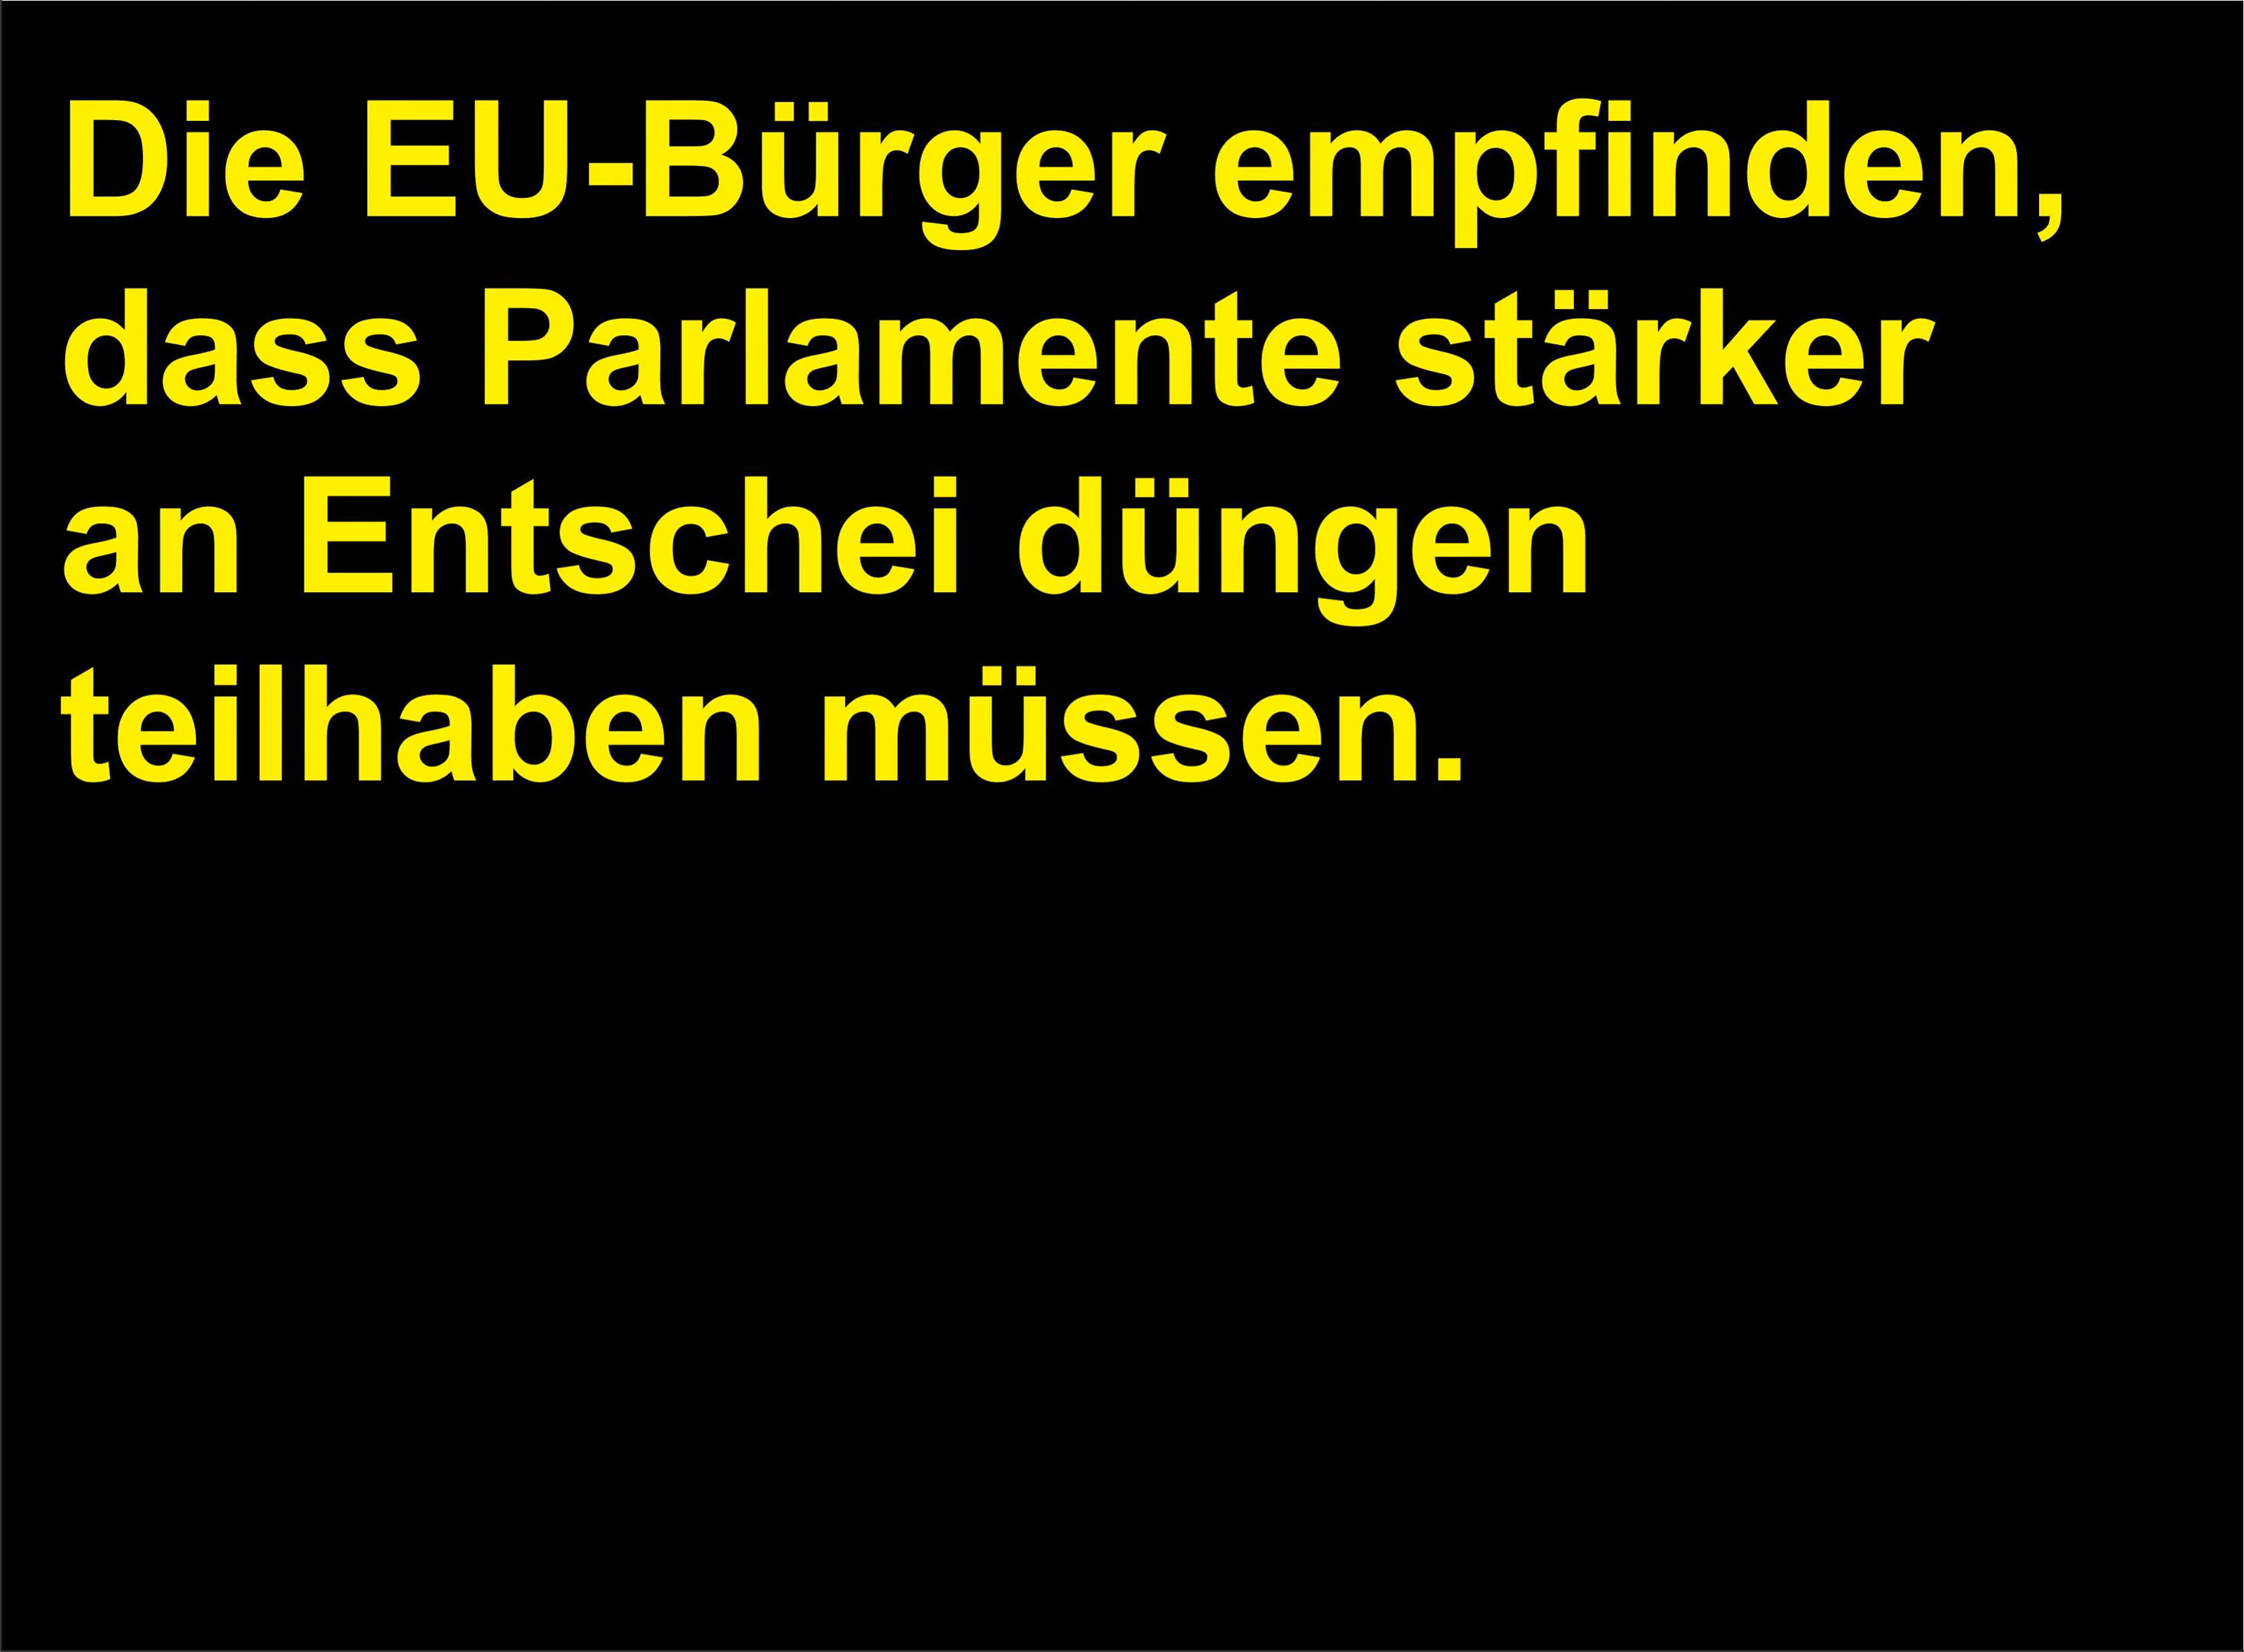 Die EU-Bürger empfinden,
dass Parlamente stärker
an Entschei düngen
teilhaben müssen.